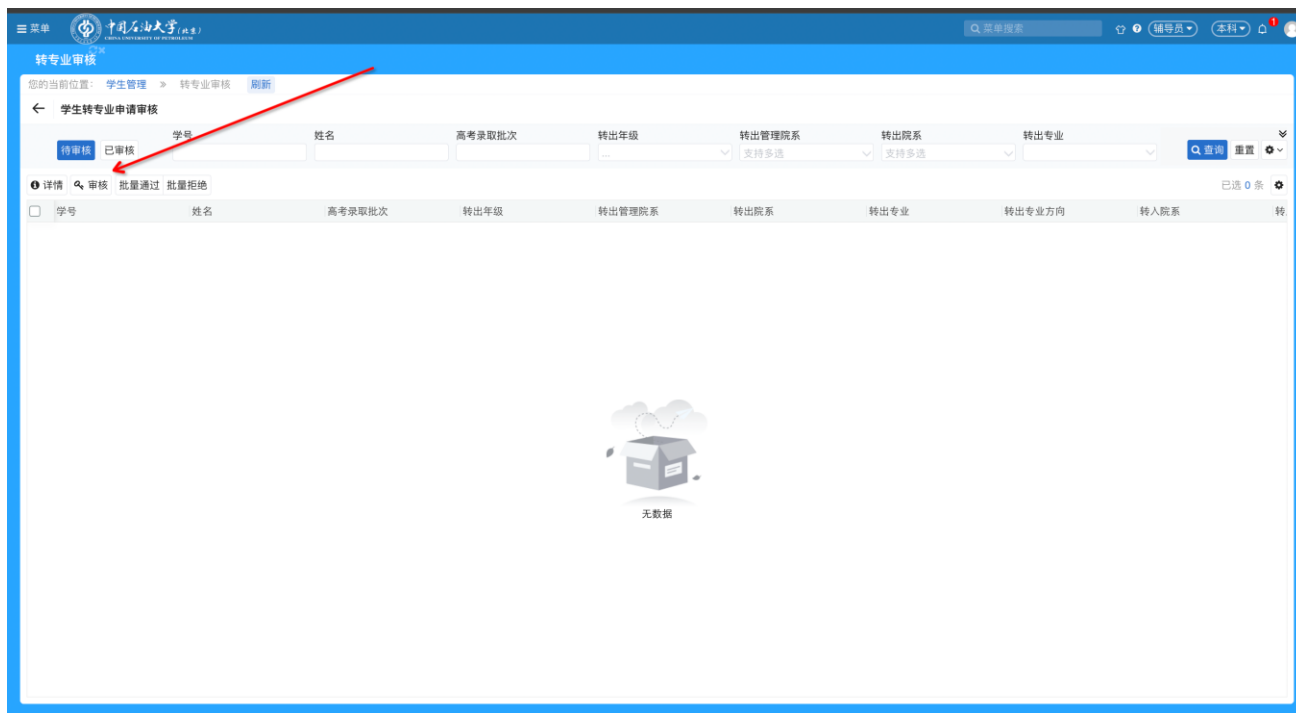 菜单 中国石油大学(北京) 菜单搜索 辅导员 本科 1
CHINA UNIVERSITY OF PETROLEUM
转专业审核
您的当前位置: 学生管理 » 转专业审核 刷新
← 学生转专业申请审核
待审核 已审核 学号 姓名 高考录取批次 转出年级 转出管理院系 转出院系 转出专业
... 支持多选 支持多选 查询 重置
详情 审核 批量通过 批量拒绝 已选 0 条
学号 姓名 高考录取批次 转出年级 转出管理院系 转出院系 转出专业 转出专业方向 转入院系 转
无数据